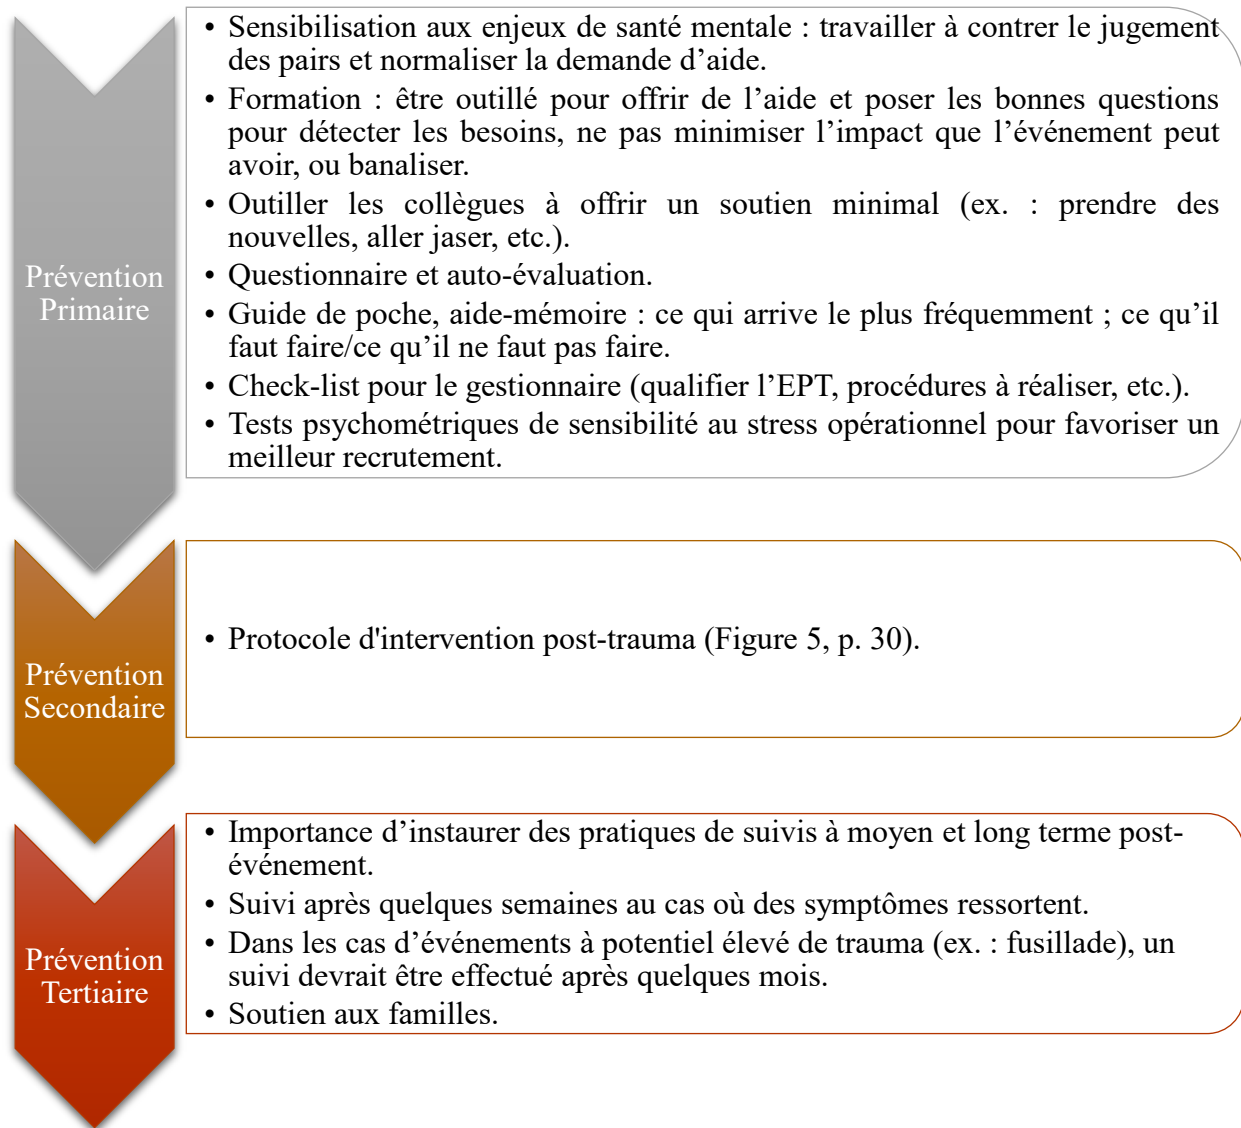 Prévention
Primaire
• Sensibilisation aux enjeux de santé mentale : travailler à contrer le jugement
des pairs et normaliser la demande d’aide.
• Formation : être outillé pour offrir de l’aide et poser les bonnes questions
pour détecter les besoins, ne pas minimiser l’impact que l’événement peut
avoir, ou banaliser.
• Outiller les collègues à offrir un soutien minimal (ex. : prendre des
nouvelles, aller jaser, etc.).
• Questionnaire et auto-évaluation.
• Guide de poche, aide-mémoire : ce qui arrive le plus fréquemment ; ce qu’il
faut faire/ce qu’il ne faut pas faire.
• Check-list pour le gestionnaire (qualifier l’EPT, procédures à réaliser, etc.).
• Tests psychométriques de sensibilité au stress opérationnel pour favoriser un
meilleur recrutement.
Prévention
Secondaire
• Protocole d'intervention post-trauma (Figure 5, p. 30).
Prévention
Tertiaire
• Importance d’instaurer des pratiques de suivis à moyen et long terme post-
événement.
• Suivi après quelques semaines au cas où des symptômes ressortent.
• Dans les cas d’événements à potentiel élevé de trauma (ex. : fusillade), un
suivi devrait être effectué après quelques mois.
• Soutien aux familles.